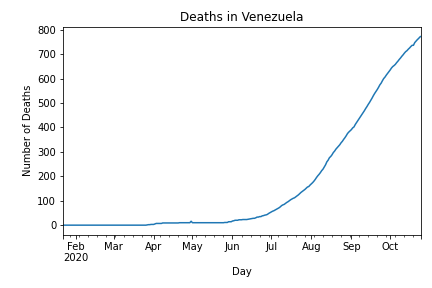 Deaths in Venezuela
800
700
600
500
400
300
200
100
0
Number of Deaths
Feb Mar Apr May Jun Jul Aug Sep Oct
2020
Day